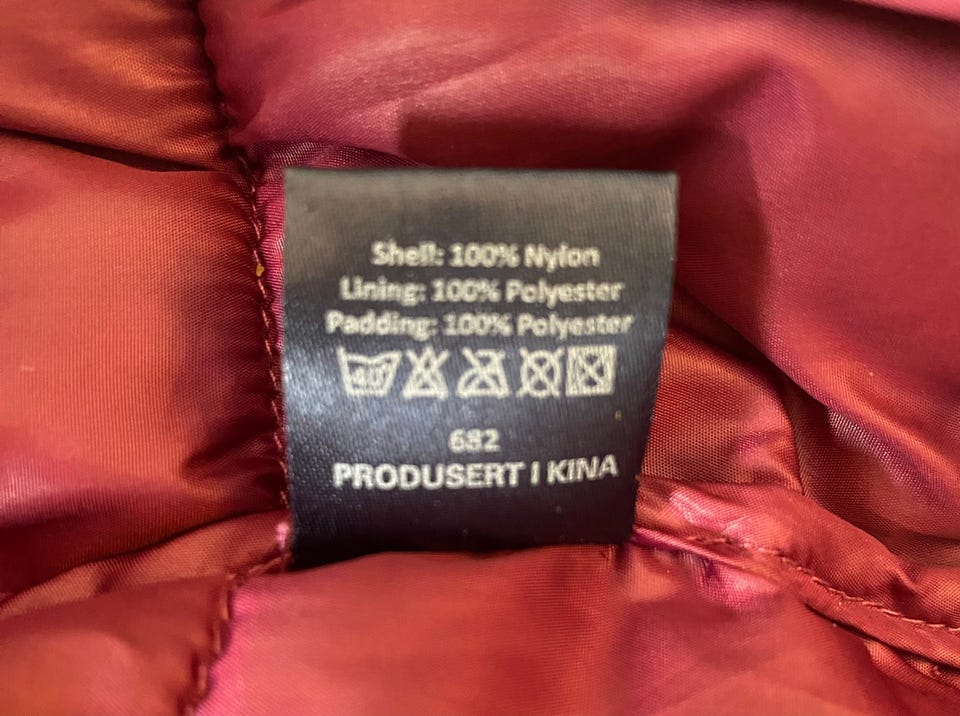 Shell: 100% Nylon
Lining: 100% Polyester
Padding: 100% Polyester
40
682
PRODUSERT I KINA